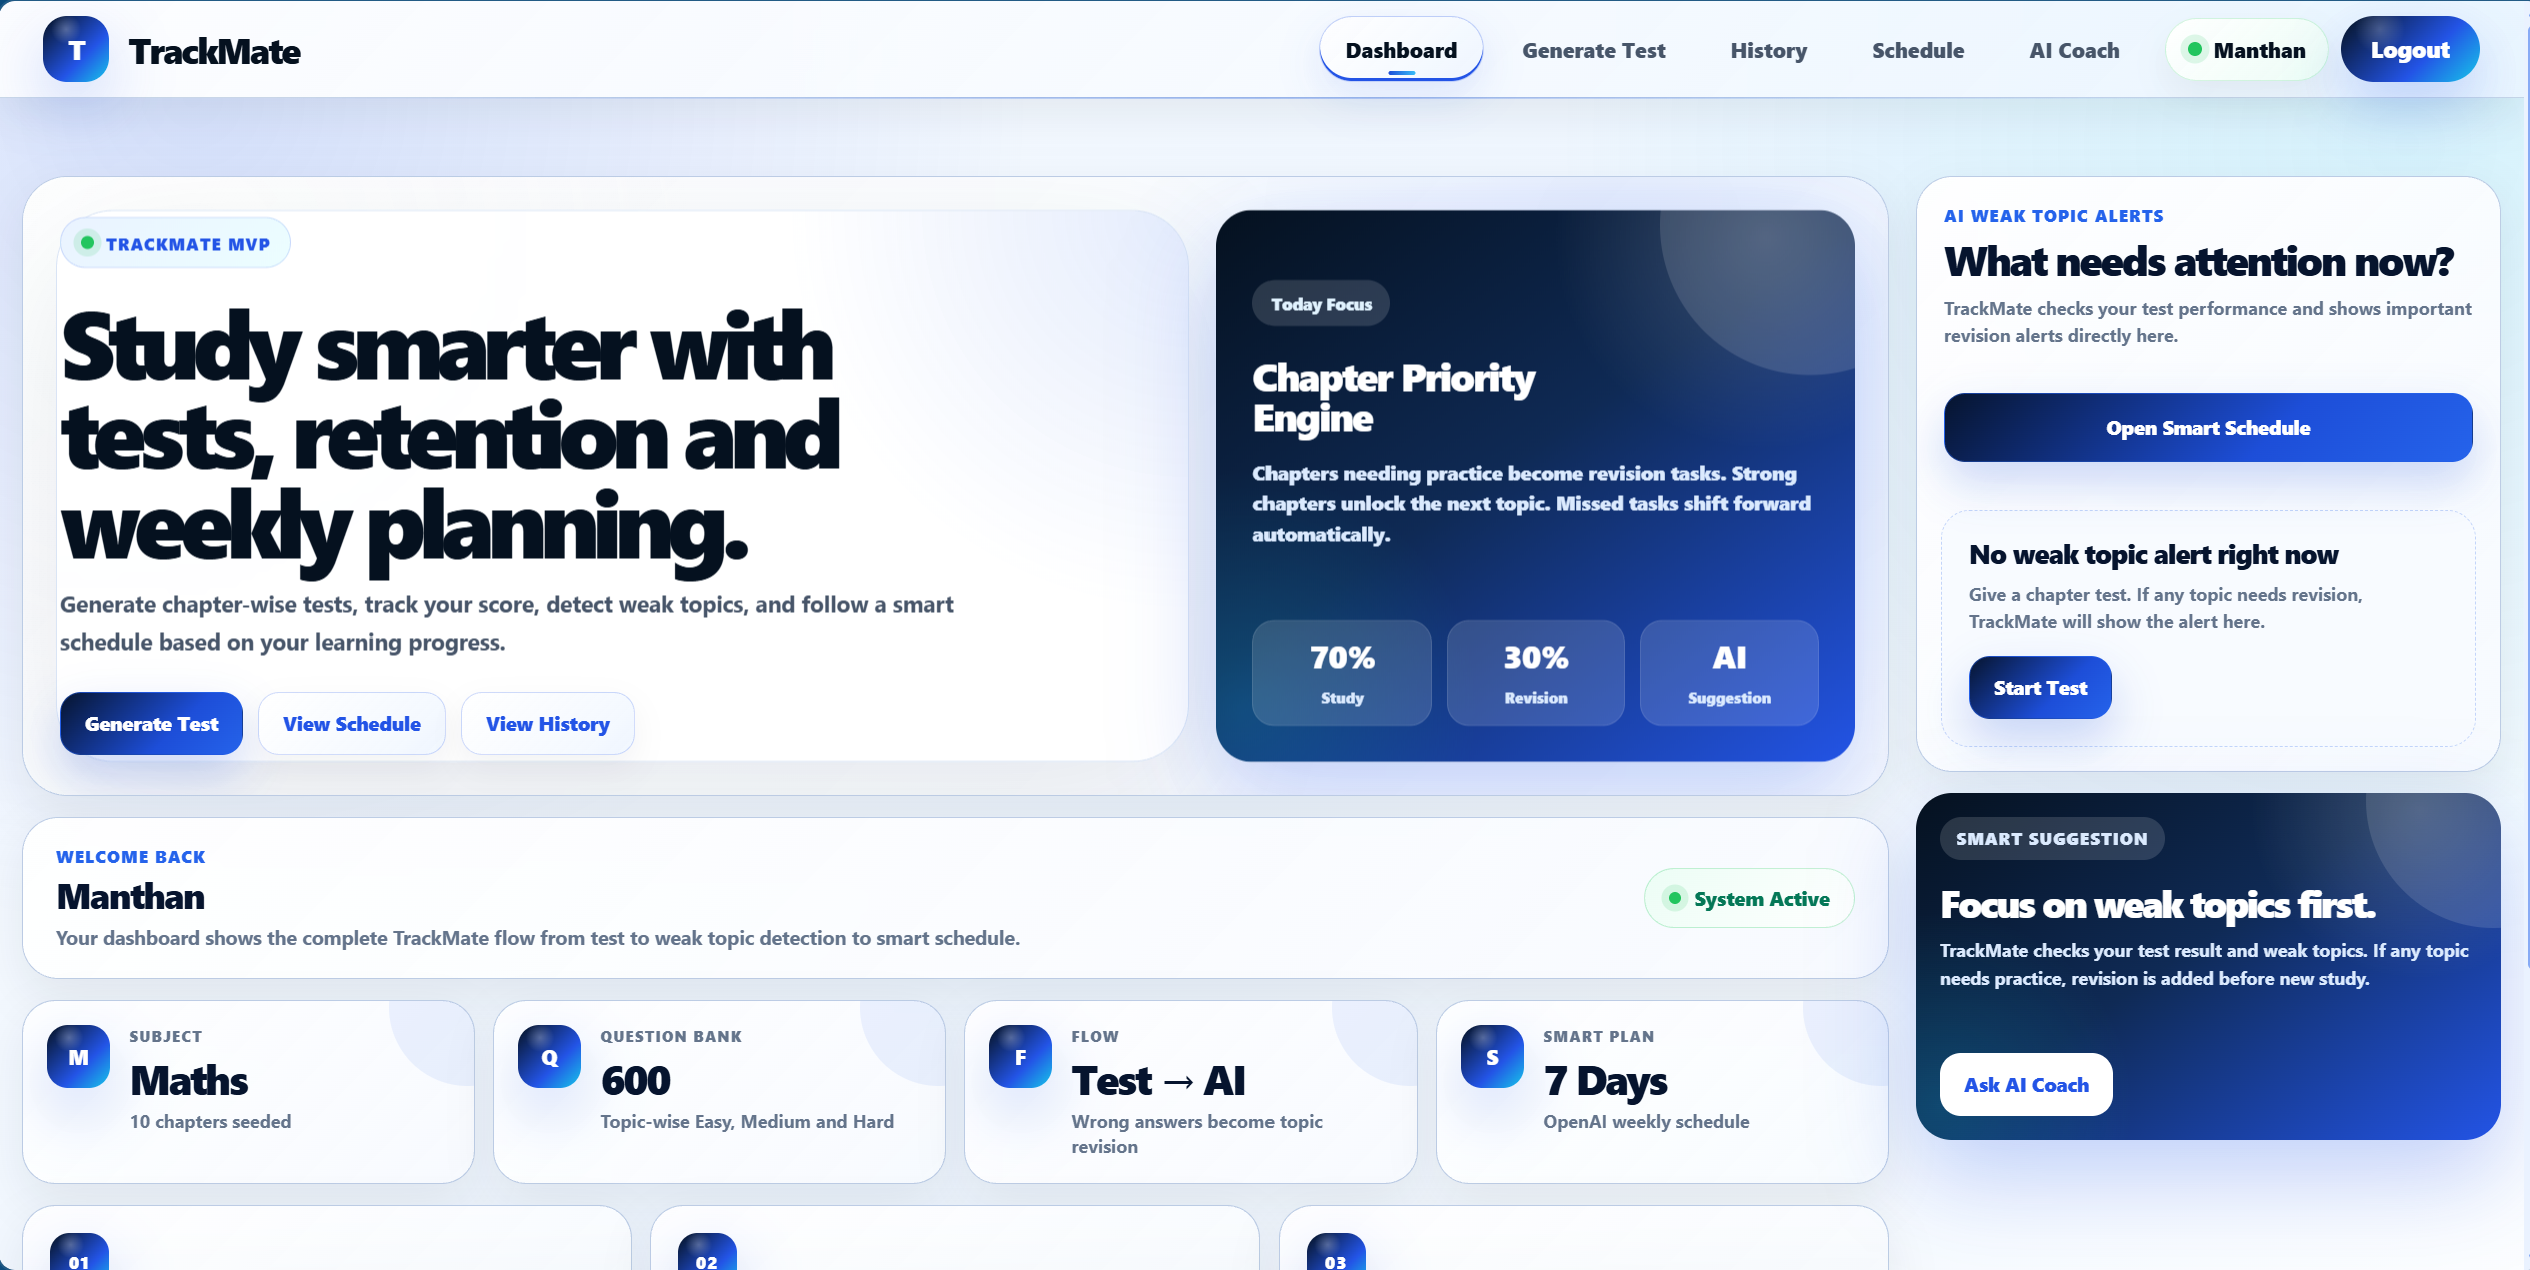 T TrackMate
Dashboard Generate Test History Schedule AI Coach Manthan Logout
TRACKMATE MVP
Study smarter with
tests, retention and
weekly planning.
Generate chapter-wise tests, track your score, detect weak topics, and follow a smart
schedule based on your learning progress.
Generate Test View Schedule View History
Today Focus
Chapter Priority
Engine
Chapters needing practice become revision tasks. Strong
chapters unlock the next topic. Missed tasks shift forward
automatically.
70% 30% AI
Study Revision Suggestion
AI WEAK TOPIC ALERTS
What needs attention now?
TrackMate checks your test performance and shows important
revision alerts directly here.
Open Smart Schedule
No weak topic alert right now
Give a chapter test. If any topic needs revision,
TrackMate will show the alert here.
Start Test
WELCOME BACK
Manthan
Your dashboard shows the complete TrackMate flow from test to weak topic detection to smart schedule.
System Active
SMART SUGGESTION
Focus on weak topics first.
TrackMate checks your test result and weak topics. If any topic
needs practice, revision is added before new study.
Ask AI Coach
M
SUBJECT
Maths
10 chapters seeded
Q
QUESTION BANK
600
Topic-wise Easy, Medium and Hard
F
FLOW
Test → AI
Wrong answers become topic
revision
S
SMART PLAN
7 Days
OpenAI weekly schedule
01 02 03